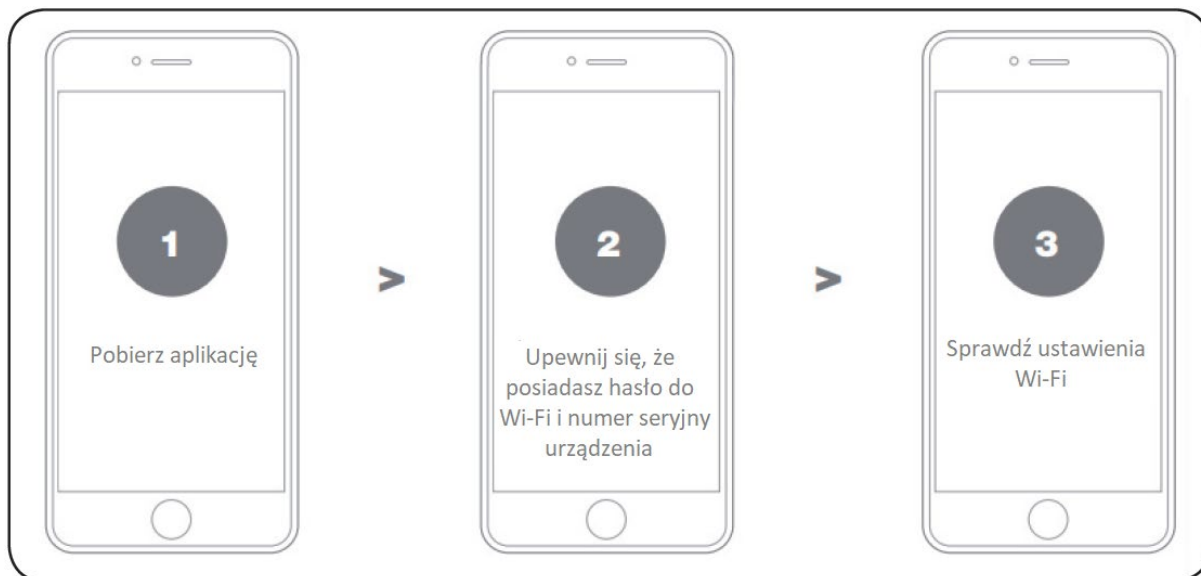 1
Pobierz aplikację
>
2
Upewnij się, że
posiadasz hasło do
Wi-Fi i numer seryjny
urządzenia
>
3
Sprawdź ustawienia
Wi-Fi